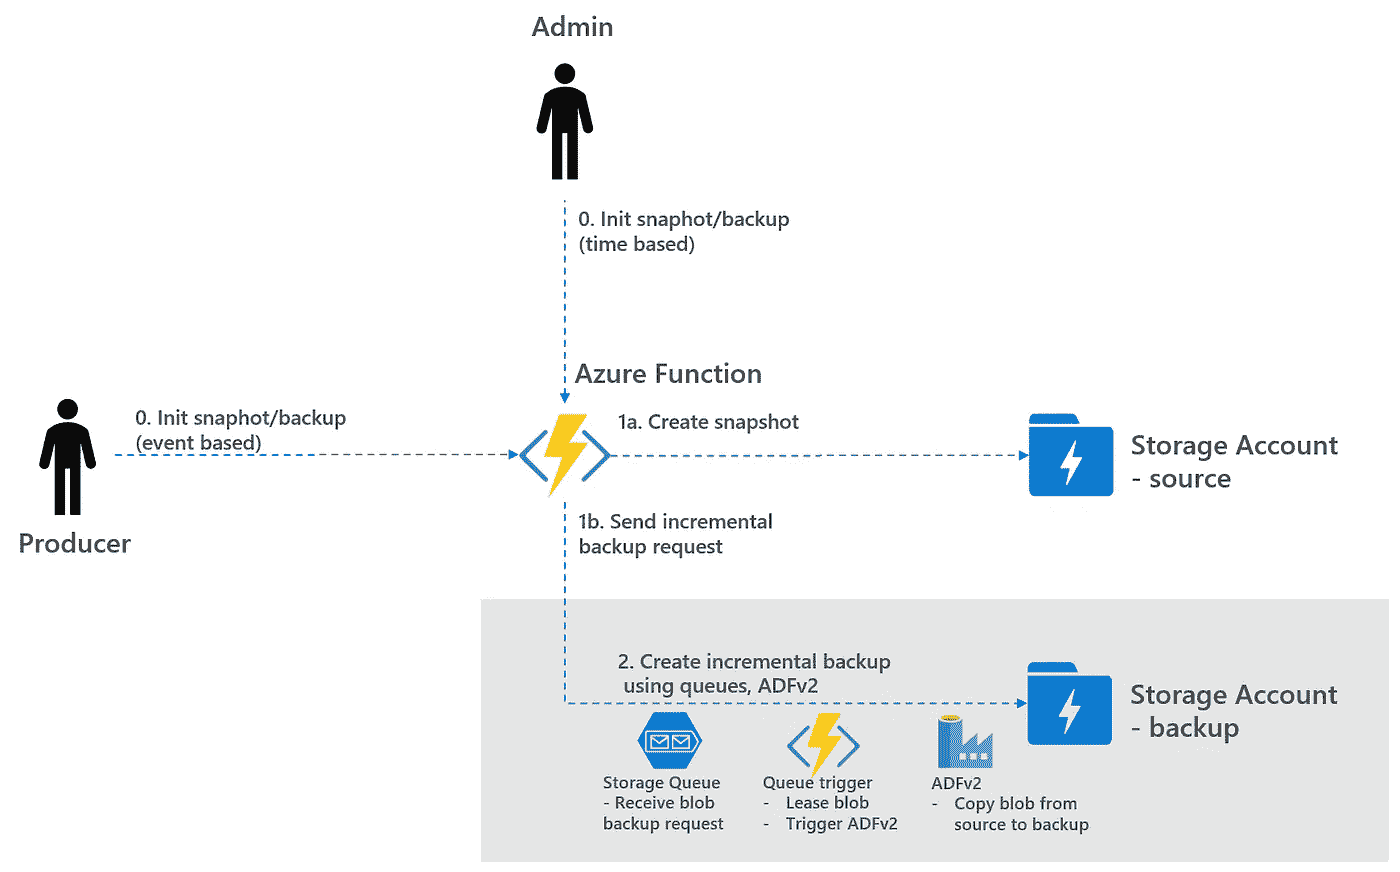 Admin
0. Init snaphot/backup
(time based)
Azure Function
0. Init snaphot/backup
(event based)
1a. Create snapshot
Storage Account
- source
Producer
1b. Send incremental
backup request
2. Create incremental backup
using queues, ADFv2
Storage Account
- backup
Storage Queue
- Receive blob
backup request
Queue trigger
- Lease blob
- Trigger ADFv2
ADFv2
- Copy blob from
source to backup